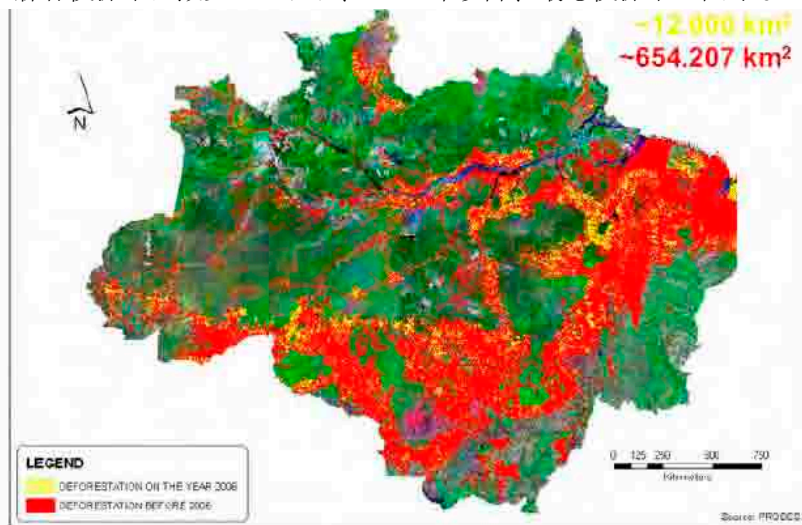 ~12.000 km²
~654.207 km²
N
LEGEND
DEFORESTATION ON THE YEAR 2006
DEFORESTATION BEFORE 2006
0 125 250 500 750
Kilometers
Source: PRODES